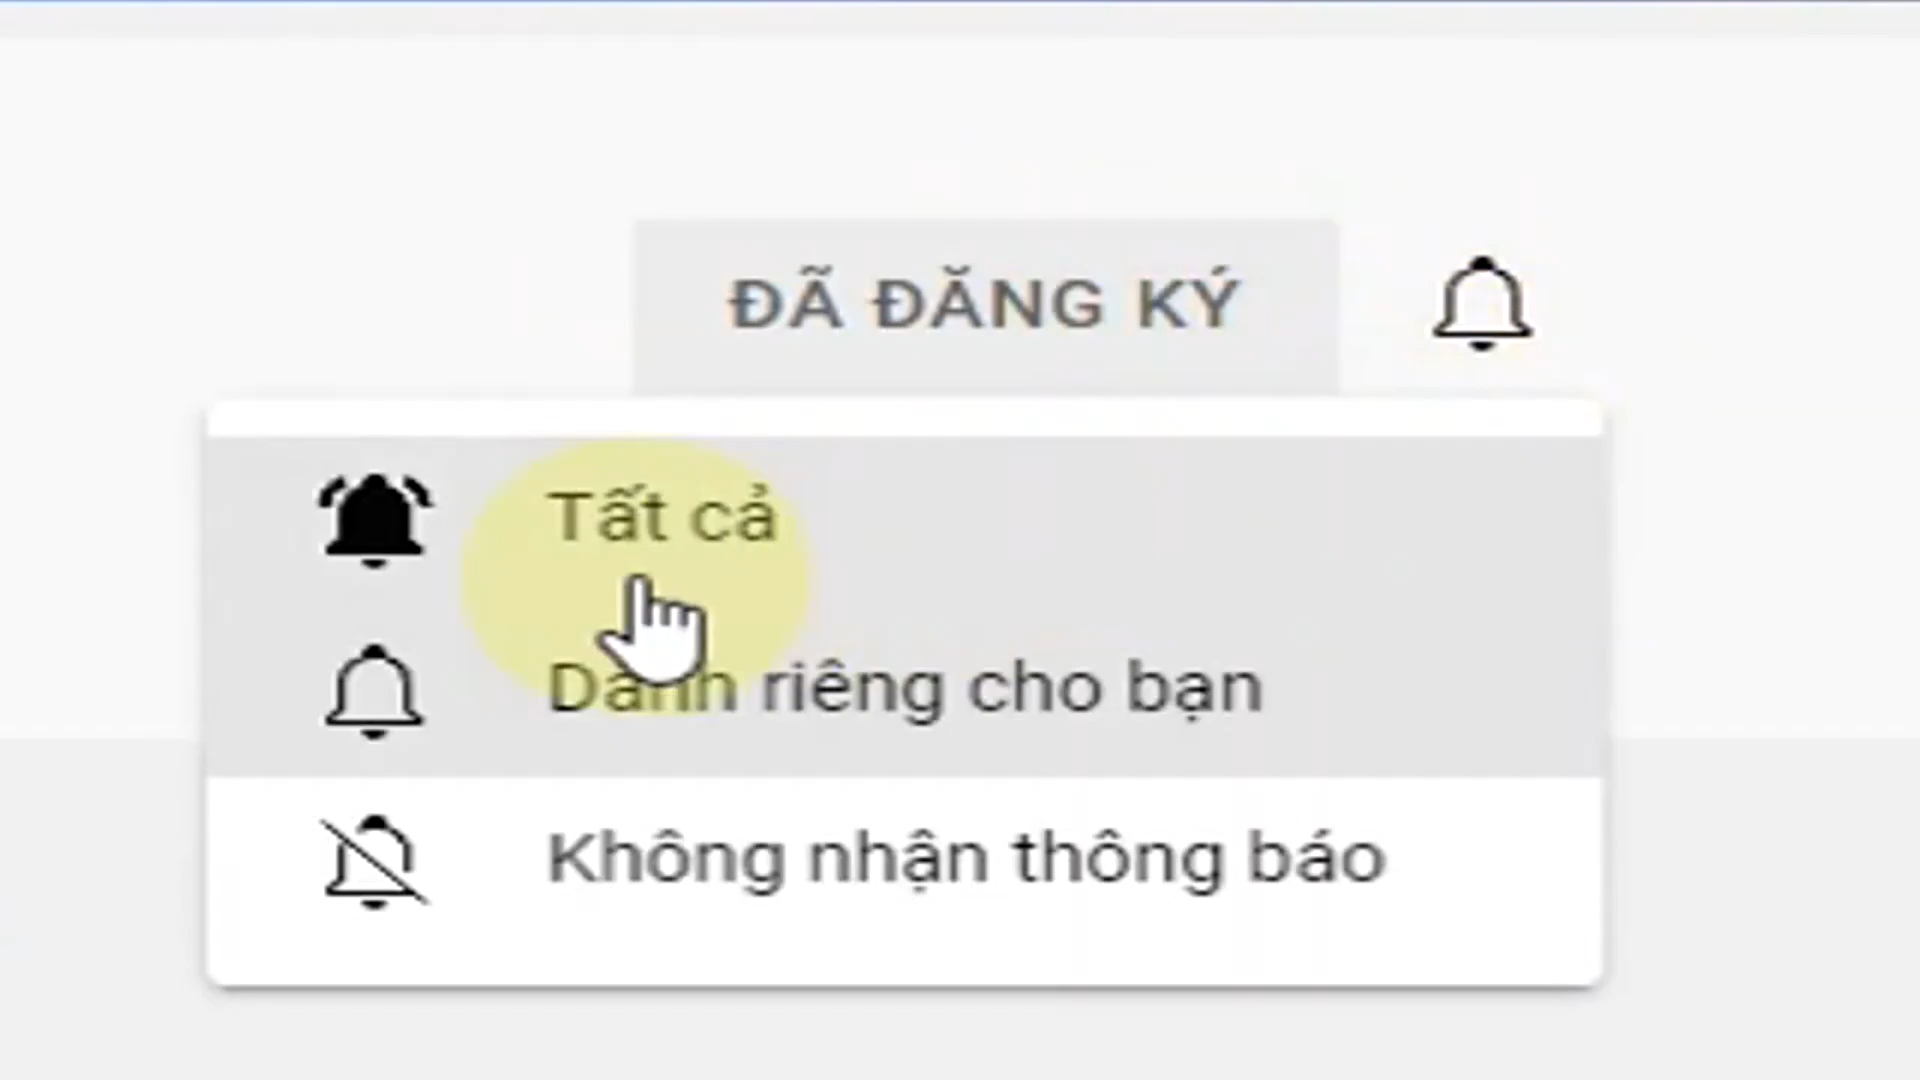 ĐÃ ĐĂNG KÝ
Tất cả
Dành riêng cho bạn
Không nhận thông báo